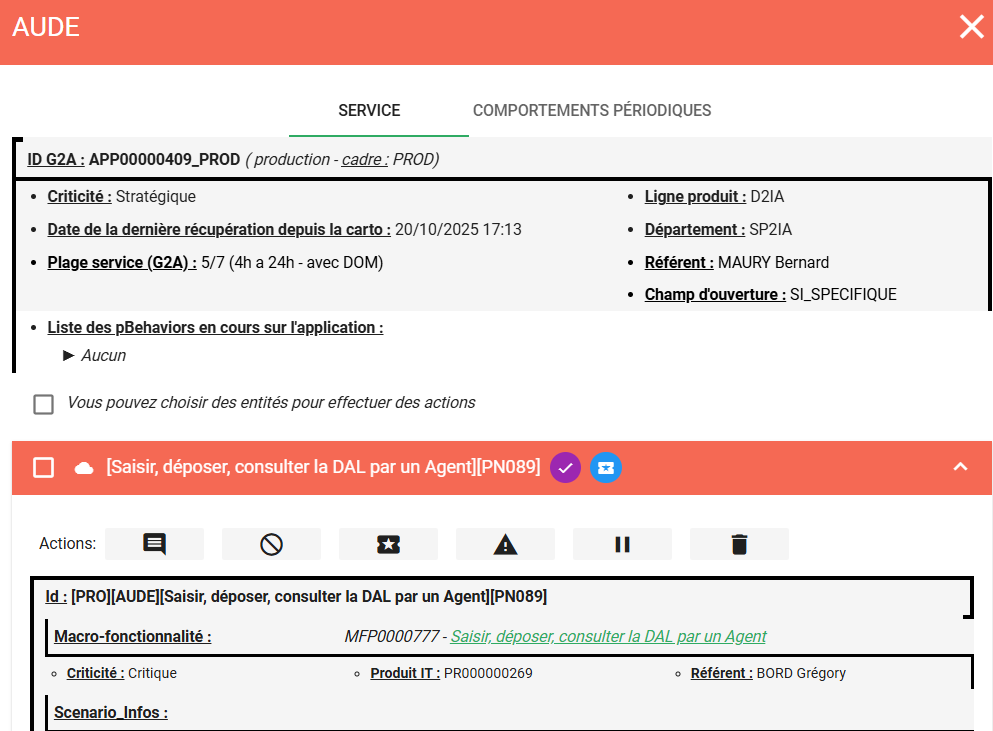 AUDE
SERVICE
COMPORTEMENTS PÉRIODIQUES
ID G2A : APP00000409_PROD ( production - cadre : PROD)
Criticité : Stratégique
Date de la dernière récupération depuis la carto : 20/10/2025 17:13
Plage service (G2A) : 5/7 (4h a 24h - avec DOM)
Ligne produit : D2IA
Département : SP2IA
Référent : MAURY Bernard
Champ d'ouverture : SI_SPECIFIQUE
Liste des pBehaviors en cours sur l'application :
► Aucun
Vous pouvez choisir des entités pour effectuer des actions
[Saisir, déposer, consulter la DAL par un Agent][PN089]
Actions:
Id : [PRO][AUDE][Saisir, déposer, consulter la DAL par un Agent][PN089]
Macro-fonctionnalité : MFP0000777 - Saisir, déposer, consulter la DAL par un Agent
Criticité : Critique
Produit IT : PR000000269
Référent : BORD Grégory
Scenario_Infos :